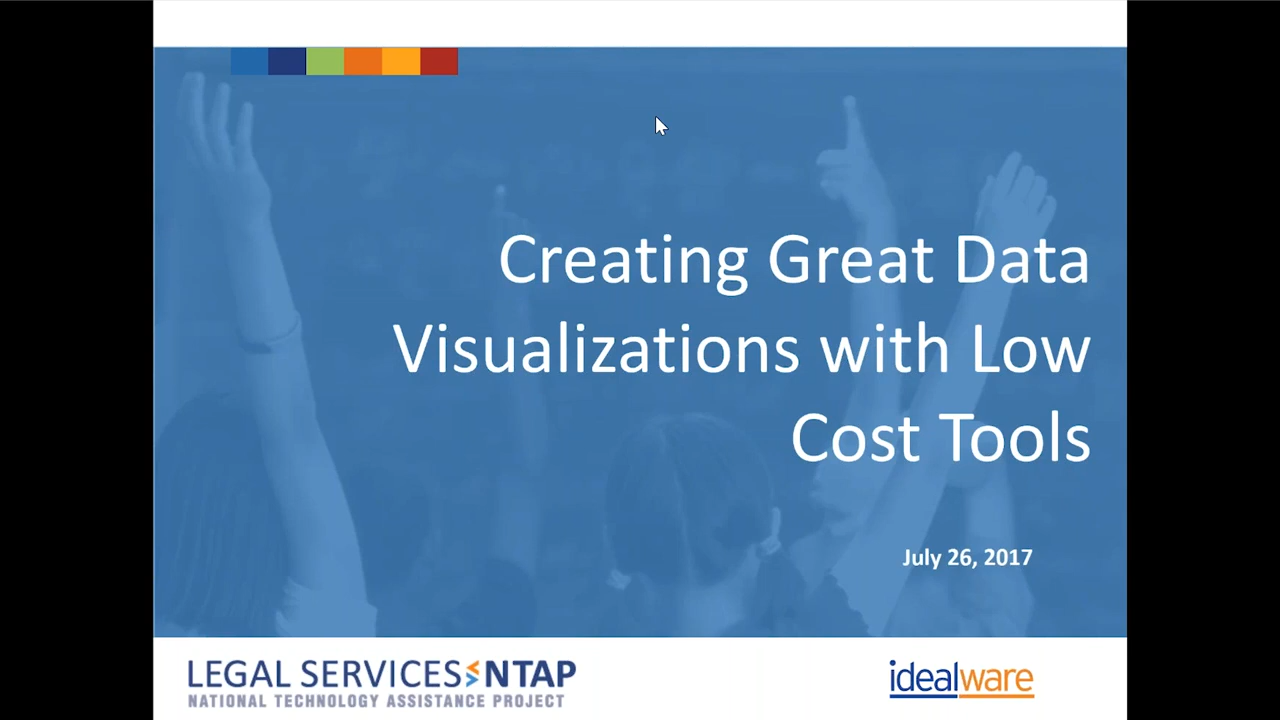 Creating Great Data
Visualizations with Low
Cost Tools
July 26, 2017
LEGAL SERVICES NTAP
NATIONAL TECHNOLOGY ASSISTANCE PROJECT
idealware